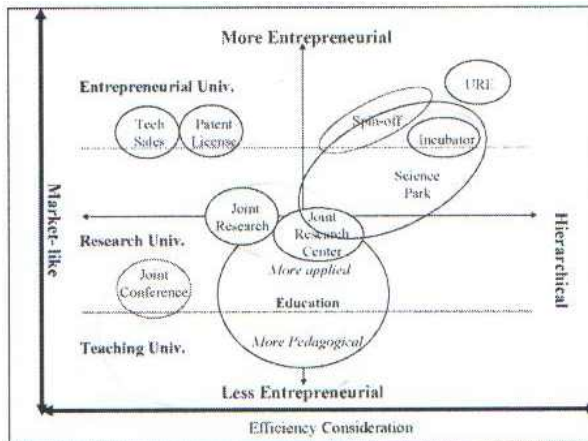 More Entrepreneurial
Entrepreneurial Univ.
URE
Tech
Sales
Patent
License
Spin-off
Incubator
Science
Park
Market-like
Hierarchical
Joint
Research
Joint
Research
Center
Research Univ.
More applied
Joint
Conference
Education
Teaching Univ.
More Pedagogical
Less Entrepreneurial
Efficiency Consideration